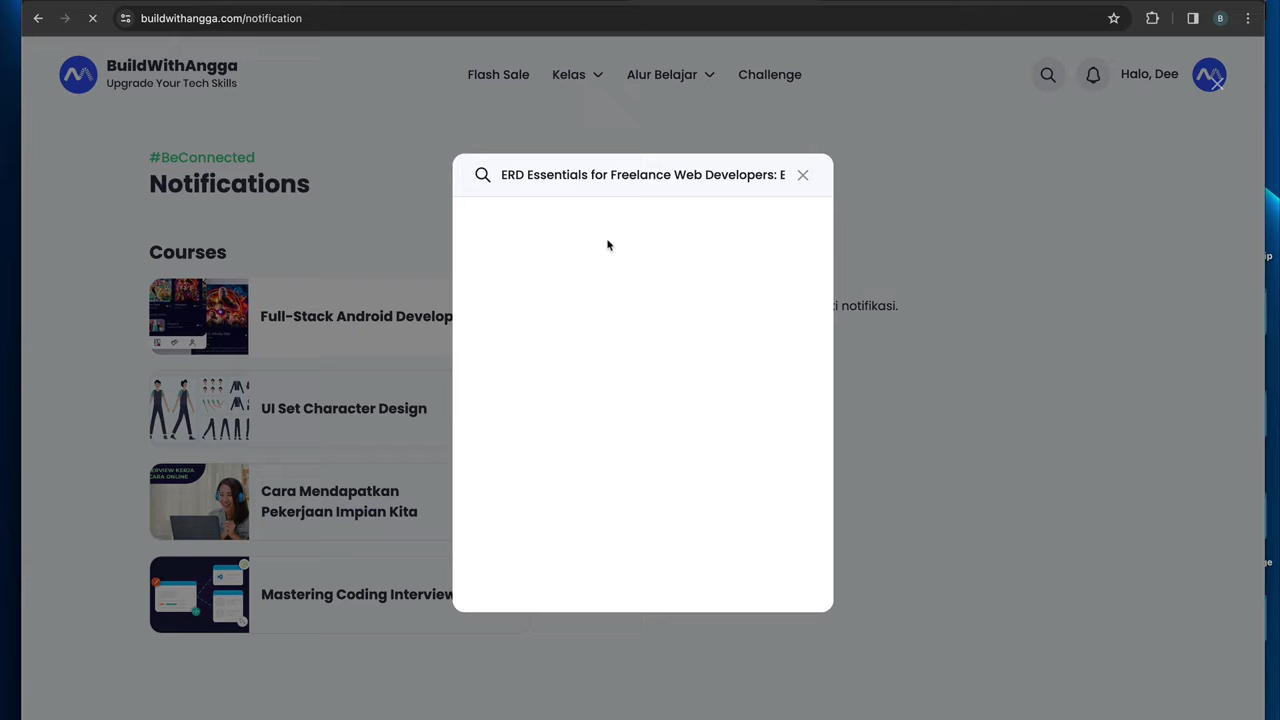 buildwithangga.com/notification
B
BuildWithAngga
Upgrade Your Tech Skills
Flash Sale
Kelas
Alur Belajar
Challenge
Halo, Dee
#BeConnected
Notifications
ERD Essentials for Freelance Web Developers: E
Courses
Full-Stack Android Develop
notifikasi.
UI Set Character Design
Cara Mendapatkan
Pekerjaan Impian Kita
Mastering Coding Interview